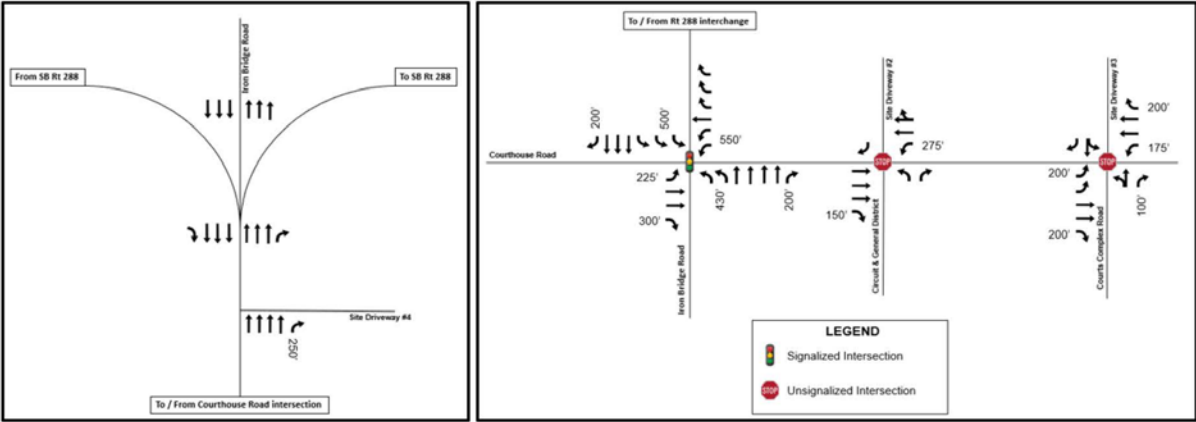 Iron Bridge Road
From SB Rt 288
To SB Rt 288
Site Driveway #4
250'
To / From Courthouse Road intersection
To / From Rt 288 interchange
Site Driveway #2
Site Driveway #3
200'
500'
550'
275'
200'
175'
Courthouse Road
STOP
STOP
225'
300'
430'
200'
150'
200'
200'
100'
Iron Bridge Road
Circuit & General District
Courts Complex Road
LEGEND
Signalized Intersection
STOP
Unsignalized Intersection